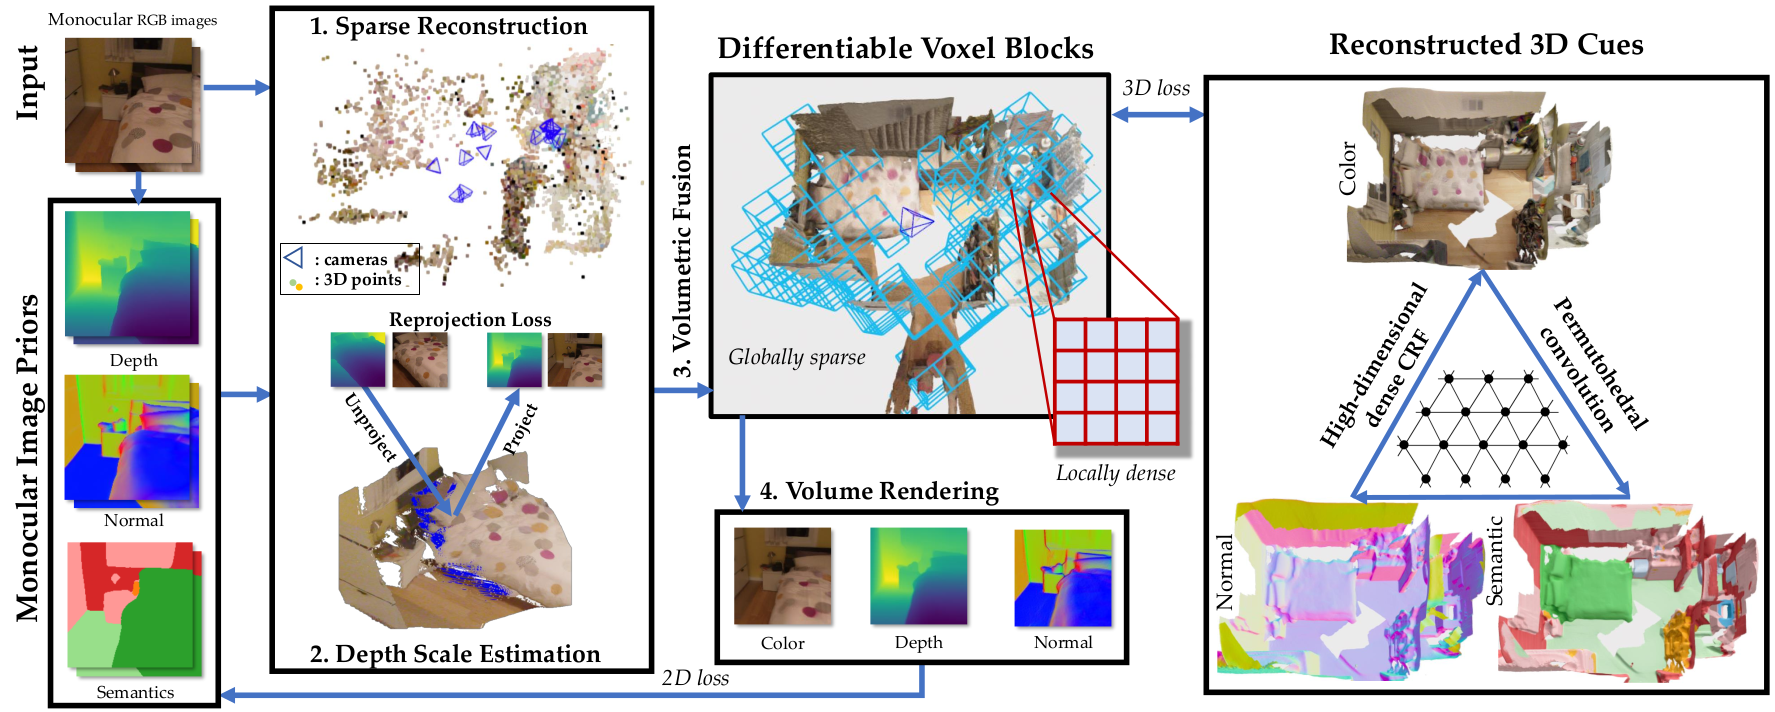 Input
Monocular RGB images
Monocular Image Priors
Depth
Normal
Semantics
1. Sparse Reconstruction
: cameras
: 3D points
Reprojection Loss
Unproject
Project
2. Depth Scale Estimation
3. Volumetric Fusion
Differentiable Voxel Blocks
Globally sparse
Locally dense
4. Volume Rendering
Color
Depth
Normal
2D loss
3D loss
Reconstructed 3D Cues
Color
High-dimensional
dense CRF
Permutohedral
convolution
Normal
Semantic